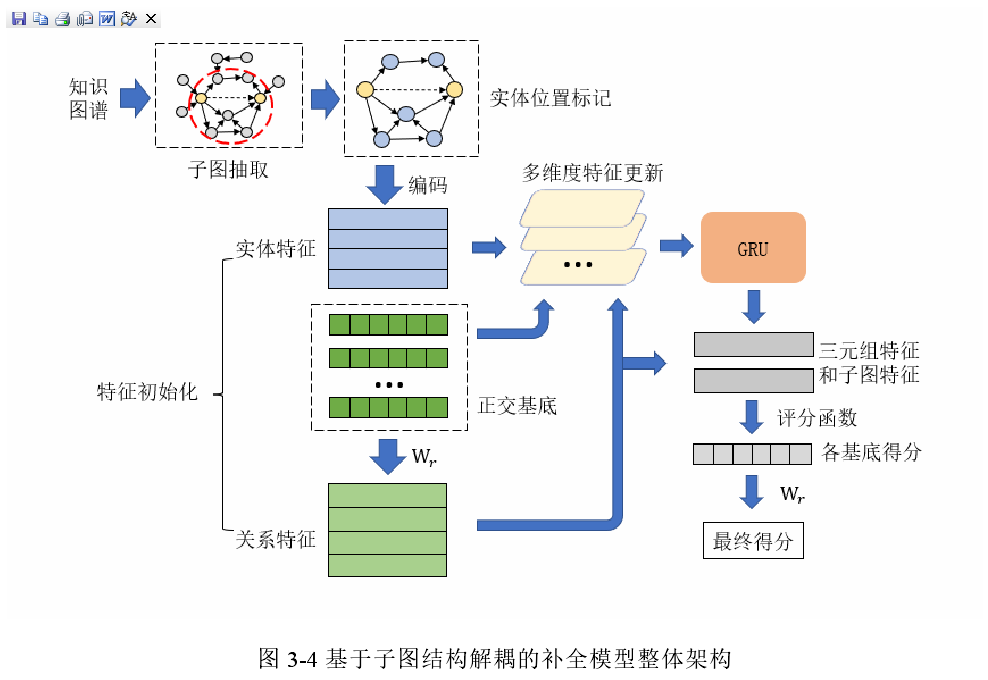 知识
图谱
子图抽取
实体位置标记
编码
多维度特征更新
实体特征
GRU
特征初始化
正交基底
三元组特征
和子图特征
评分函数
各基底得分
Wr
Wr
关系特征
最终得分
图 3-4 基于子图结构解耦的补全模型整体架构